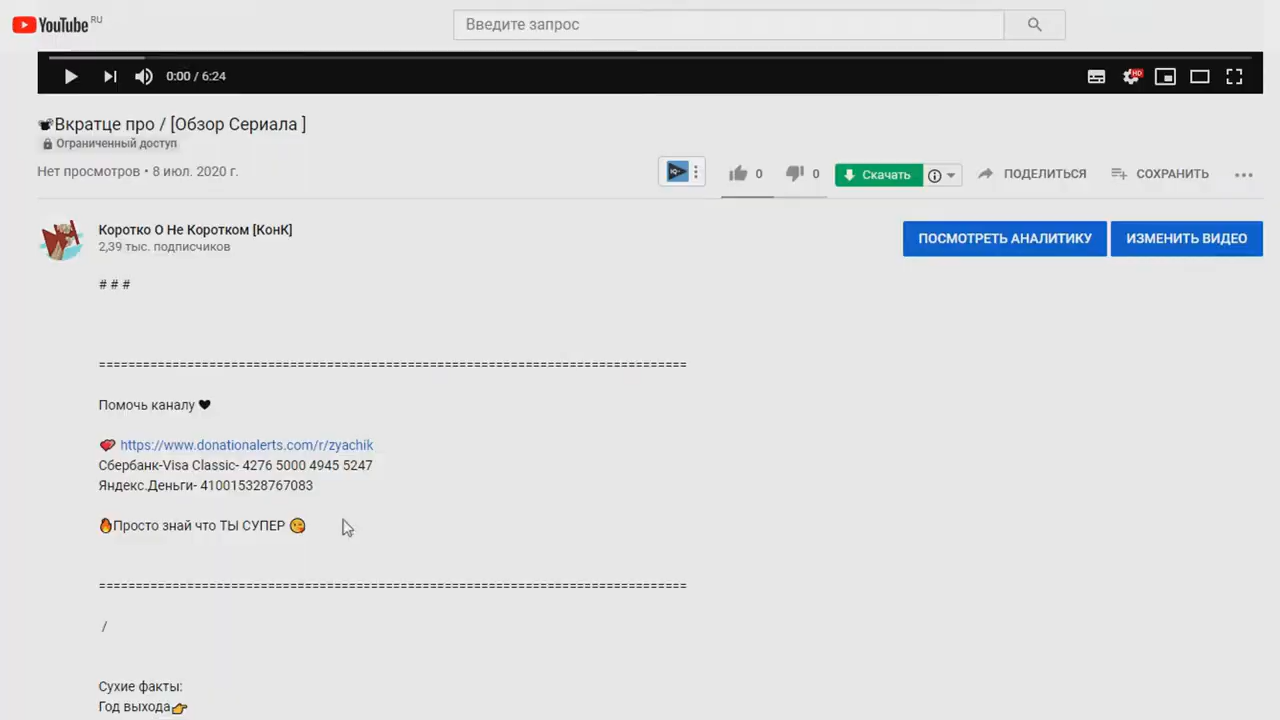 YouTube RU
Введите запрос
0:00 / 6:24
HD
Вкратце про / [Обзор Сериала ]
Ограниченный доступ
Нет просмотров • 8 июл. 2020 г.
0
0
Скачать
ПОДЕЛИТЬСЯ
СОХРАНИТЬ
Коротко О Не Коротком [КонК]
2,39 тыс. подписчиков
ПОСМОТРЕТЬ АНАЛИТИКУ
ИЗМЕНИТЬ ВИДЕО
# # #
================================================================================
Помочь каналу 🖤
https://www.donationalerts.com/r/zyachik
Сбербанк-Visa Classic- 4276 5000 4945 5247
Яндекс.Деньги- 410015328767083
🔥Просто знай что ТЫ СУПЕР 😘
================================================================================
/
Сухие факты:
Год выхода👉